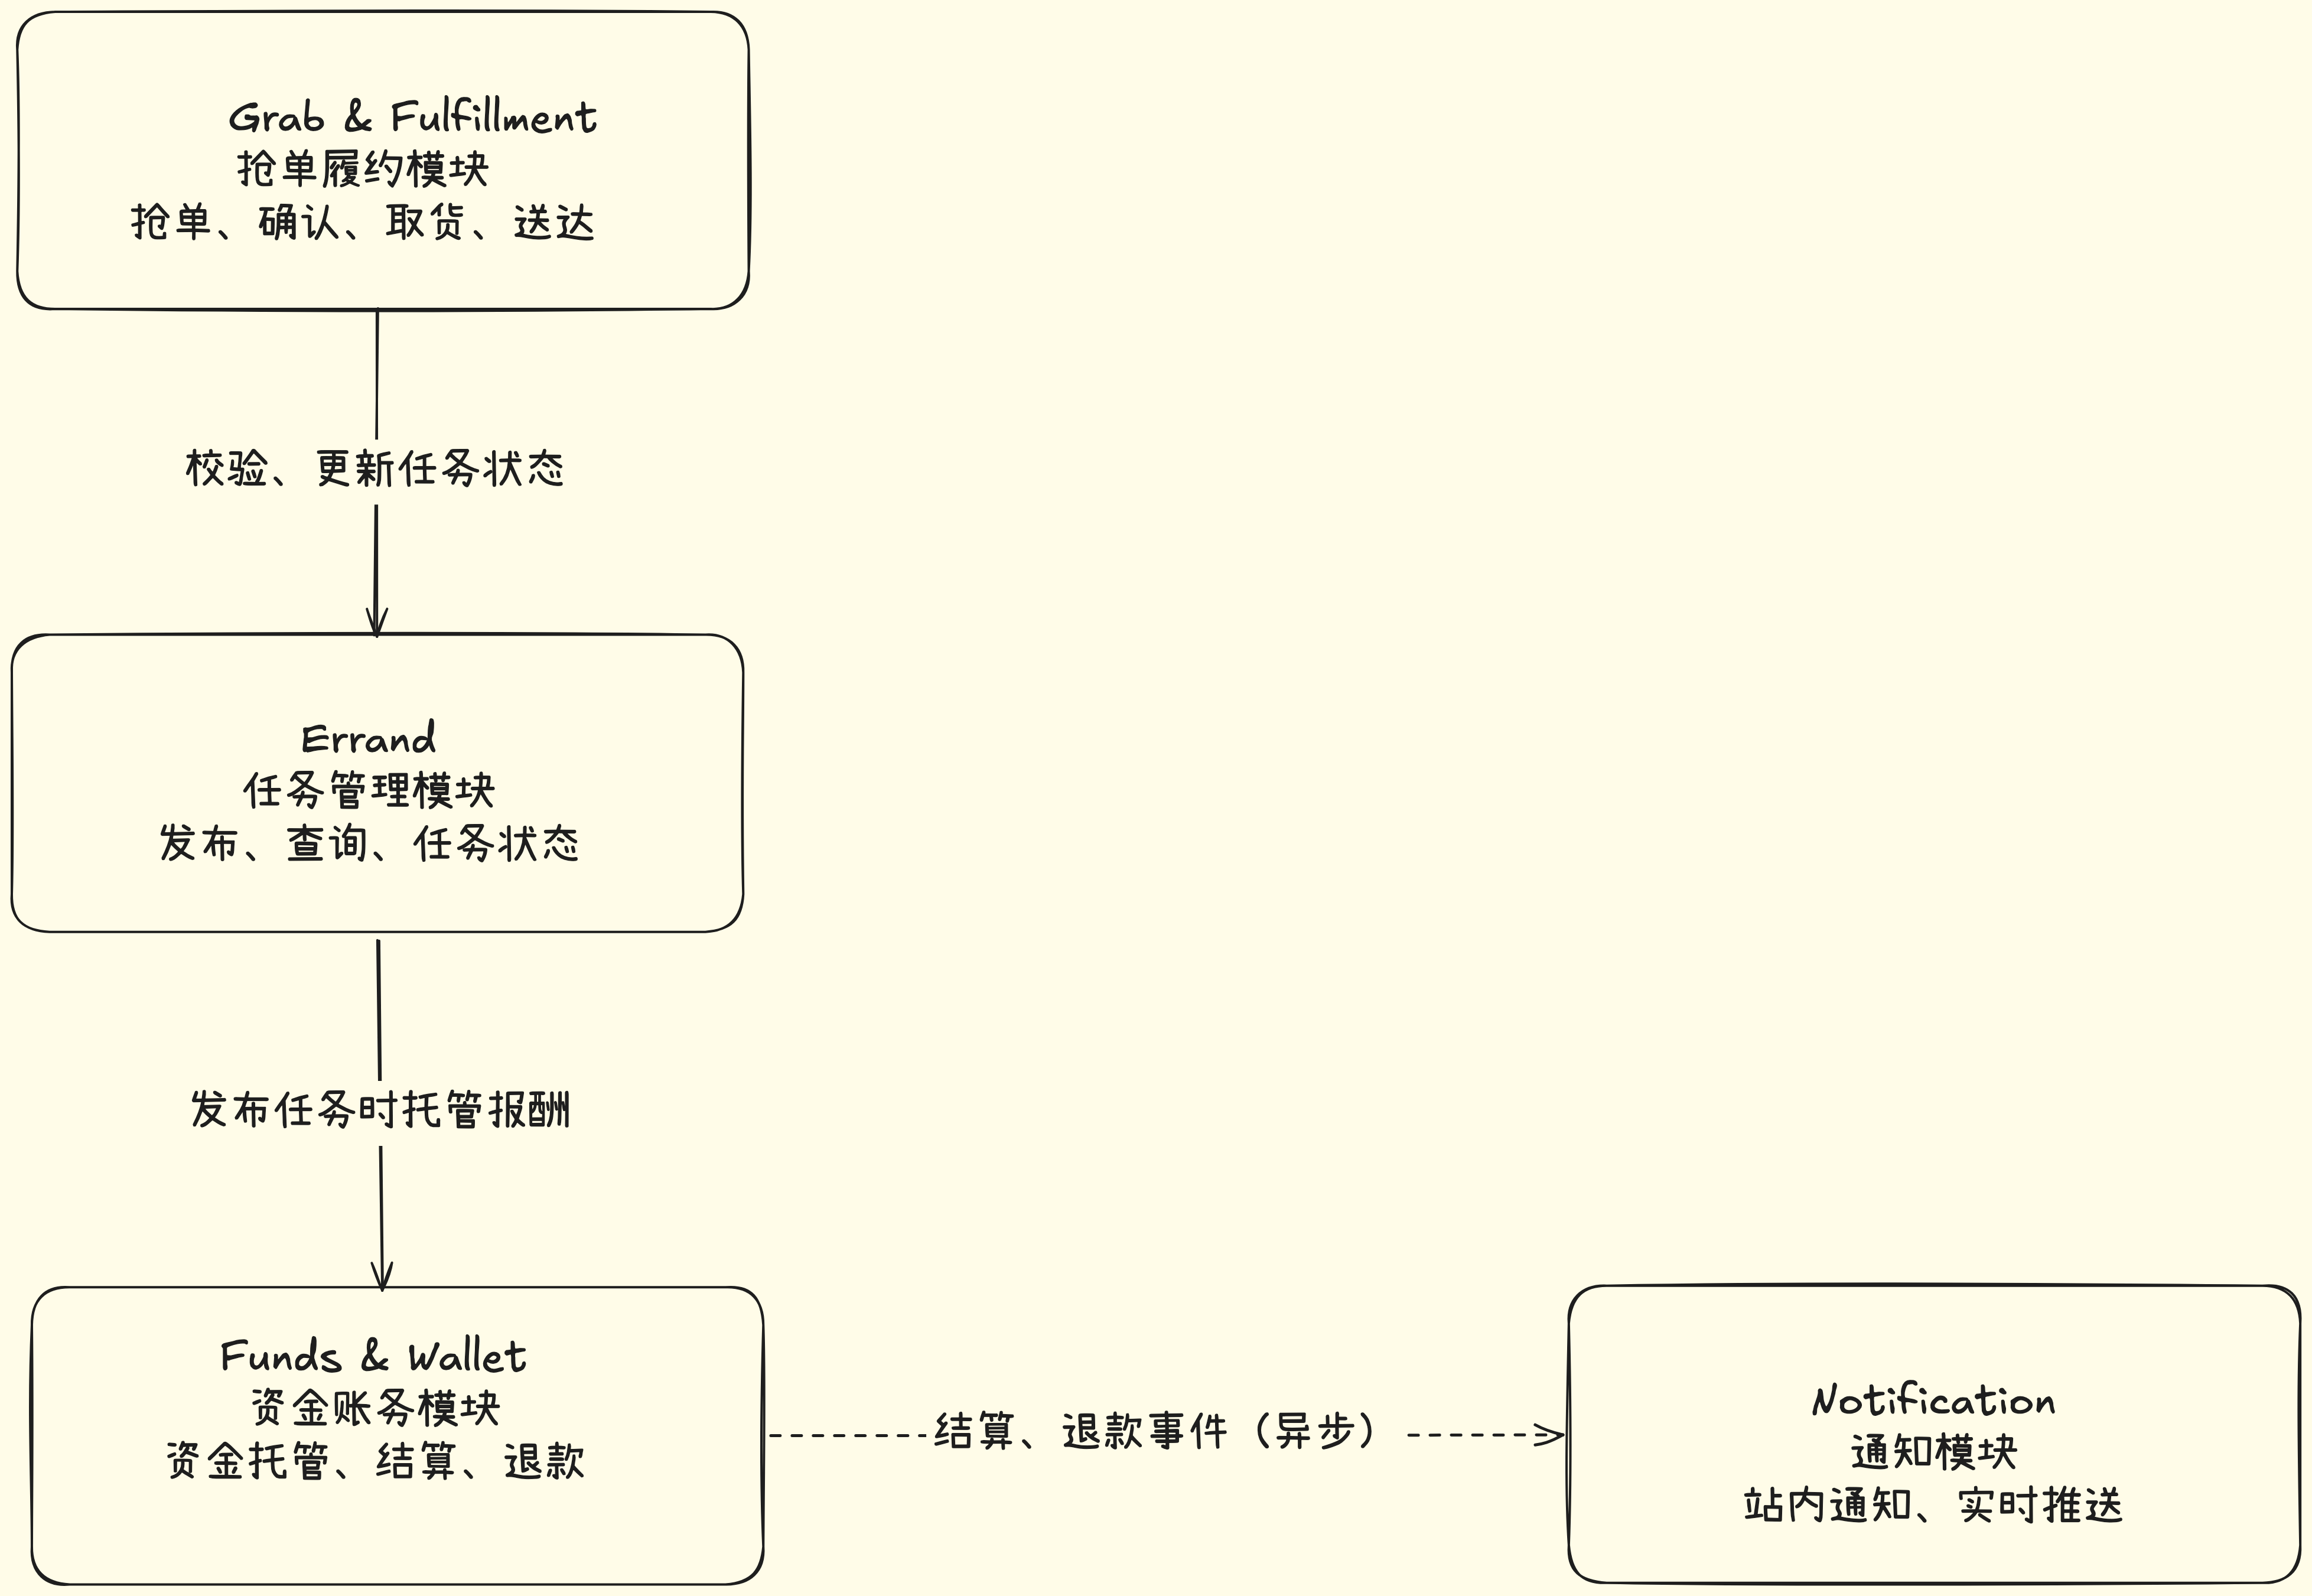 Grab & Fulfillment
抢单履约模块
抢单、确认、取货、送达
校验、更新任务状态
Errand
任务管理模块
发布、查询、任务状态
发布任务时托管报酬
Funds & Wallet
资金账务模块
资金托管、结算、退款
结算、退款事件（异步）
Notification
通知模块
站内通知、实时推送